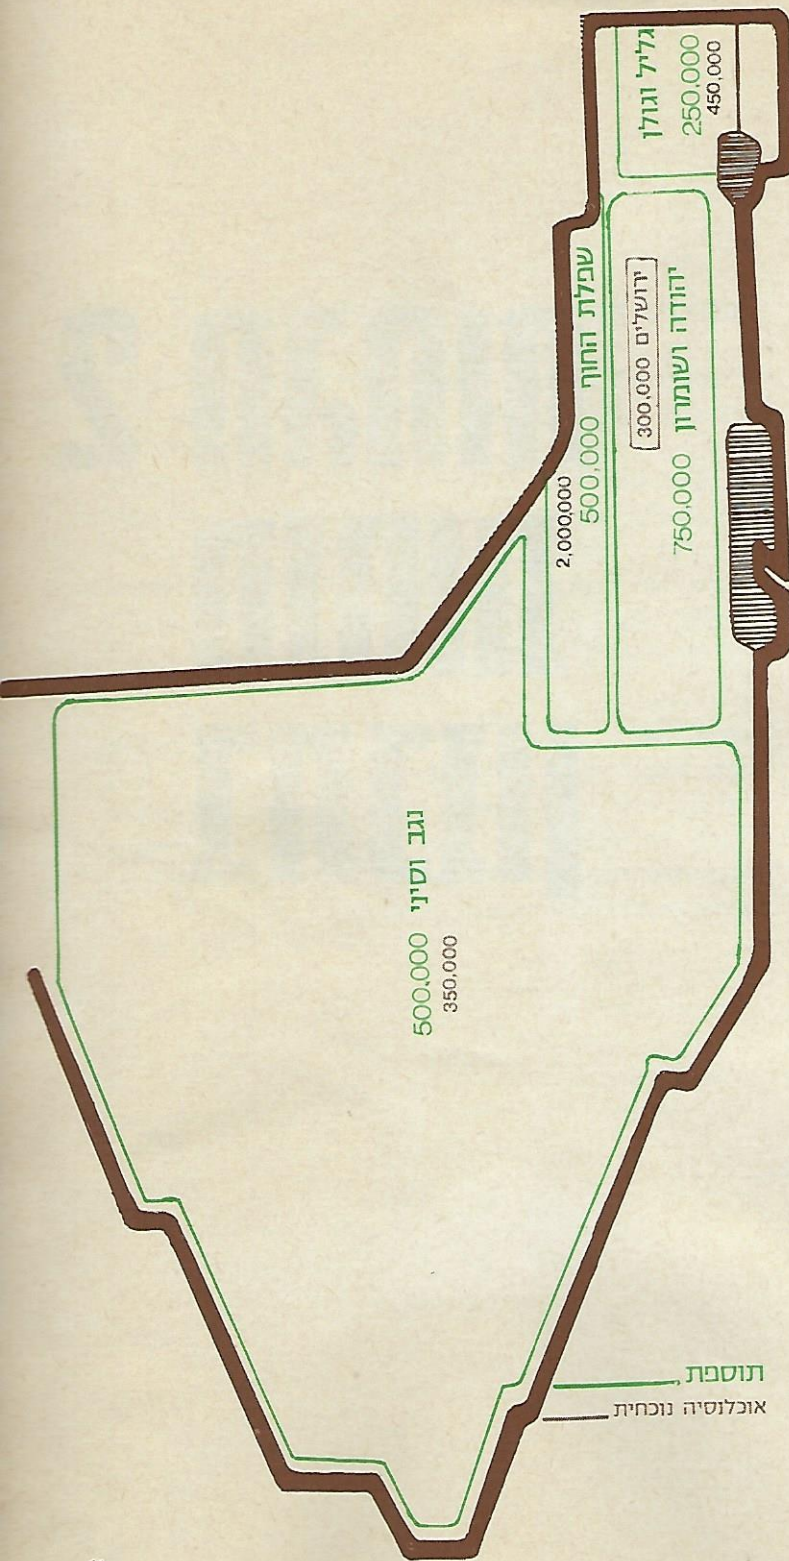 גליל וגולן
250,000
450,000
שפלת החוף 500,000
2,000,000
יהודה ושומרון 750,000
ירושלים 300,000
נגב וסיני 500,000
350,000
תוספת
אוכלוסיה נוכחית